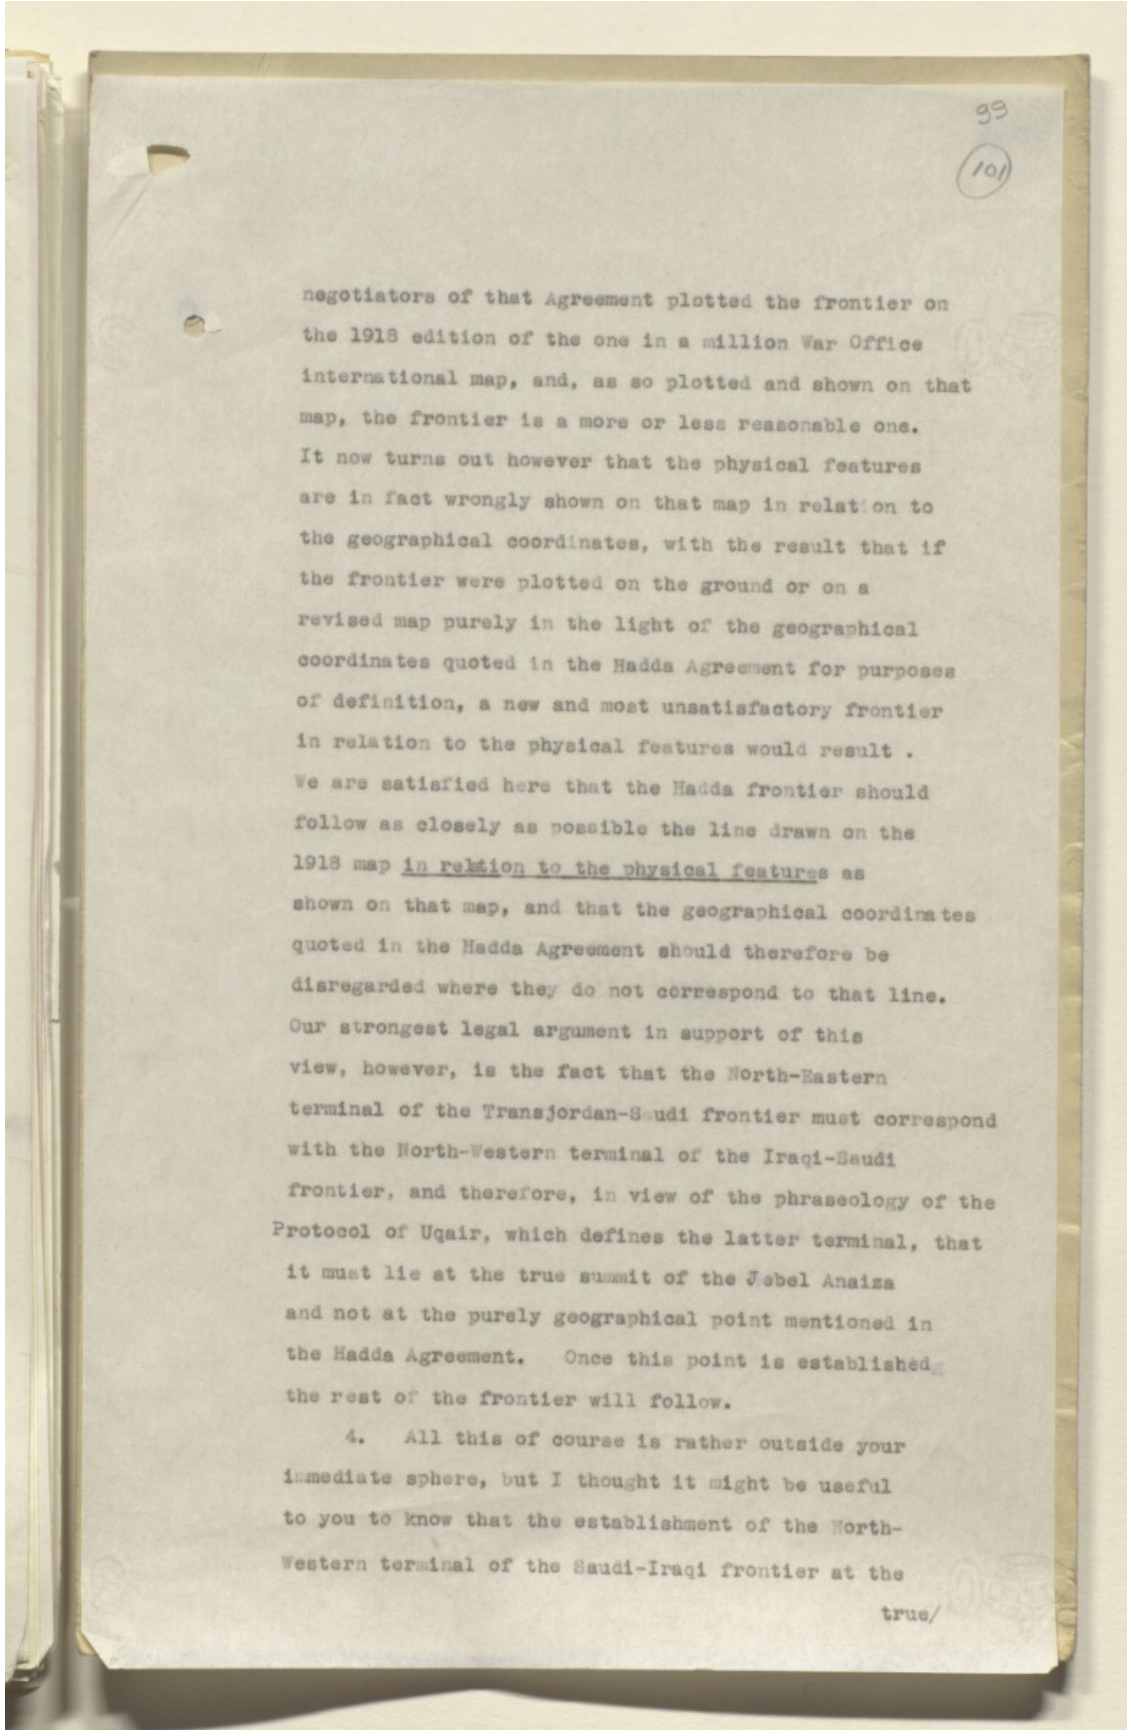 99
101
negotiators of that Agreement plotted the frontier on
the 1918 edition of the one in a million War Office
international map, and, as so plotted and shown on that
map, the frontier is a more or less reasonable one.
It now turns out however that the physical features
are in fact wrongly shown on that map in relation to
the geographical coordinates, with the result that if
the frontier were plotted on the ground or on a
revised map purely in the light of the geographical
coordinates quoted in the Hadda Agreement for purposes
of definition, a new and most unsatisfactory frontier
in relation to the physical features would result .
We are satisfied here that the Hadda frontier should
follow as closely as possible the line drawn on the
1918 map in relation to the physical features as
shown on that map, and that the geographical coordinates
quoted in the Hadda Agreement should therefore be
disregarded where they do not correspond to that line.
Our strongest legal argument in support of this
view, however, is the fact that the North-Eastern
terminal of the Transjordan-Saudi frontier must correspond
with the North-Western terminal of the Iraqi-Saudi
frontier, and therefore, in view of the phraseology of the
Protocol of Uqair, which defines the latter terminal, that
it must lie at the true summit of the Jebel Anaiza
and not at the purely geographical point mentioned in
the Hadda Agreement. Once this point is established
the rest of the frontier will follow.
4. All this of course is rather outside your
immediate sphere, but I thought it might be useful
to you to know that the establishment of the North-
Western terminal of the Saudi-Iraqi frontier at the
true/